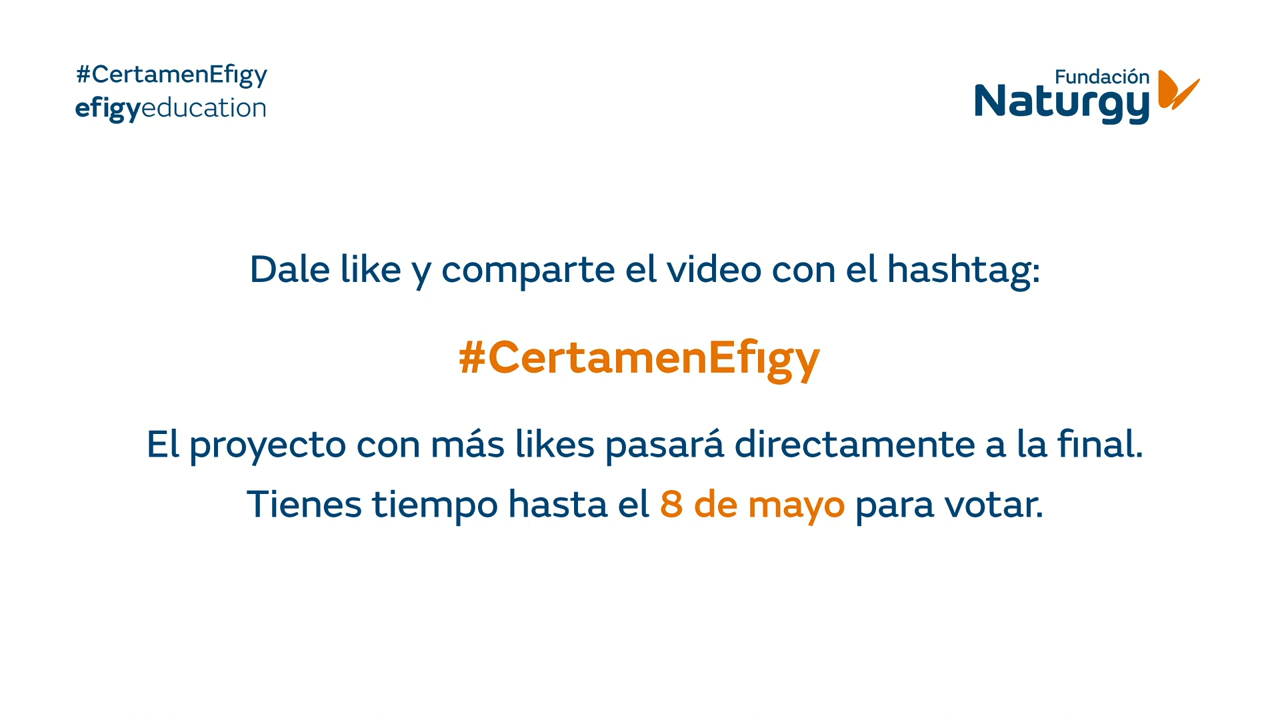 #CertamenEfigy
efigyeducation
Fundación
Naturgy
Dale like y comparte el video con el hashtag:
#CertamenEfigy
El proyecto con más likes pasará directamente a la final.
Tienes tiempo hasta el 8 de mayo para votar.